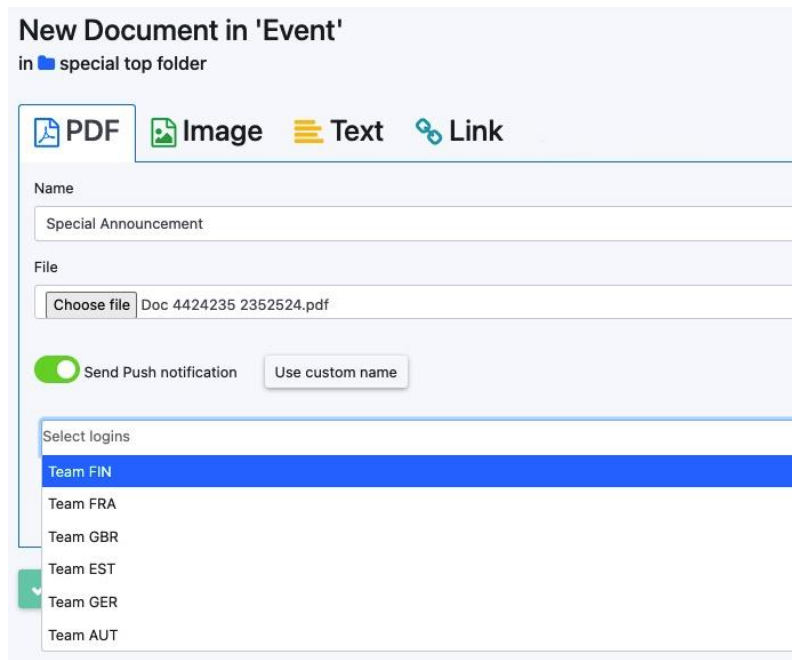 New Document in 'Event'
in special top folder
PDF Image Text Link
Name
Special Announcement
File
Choose file Doc 4424235 2352524.pdf
Send Push notification Use custom name
Select logins
Team FIN
Team FRA
Team GBR
Team EST
Team GER
Team AUT